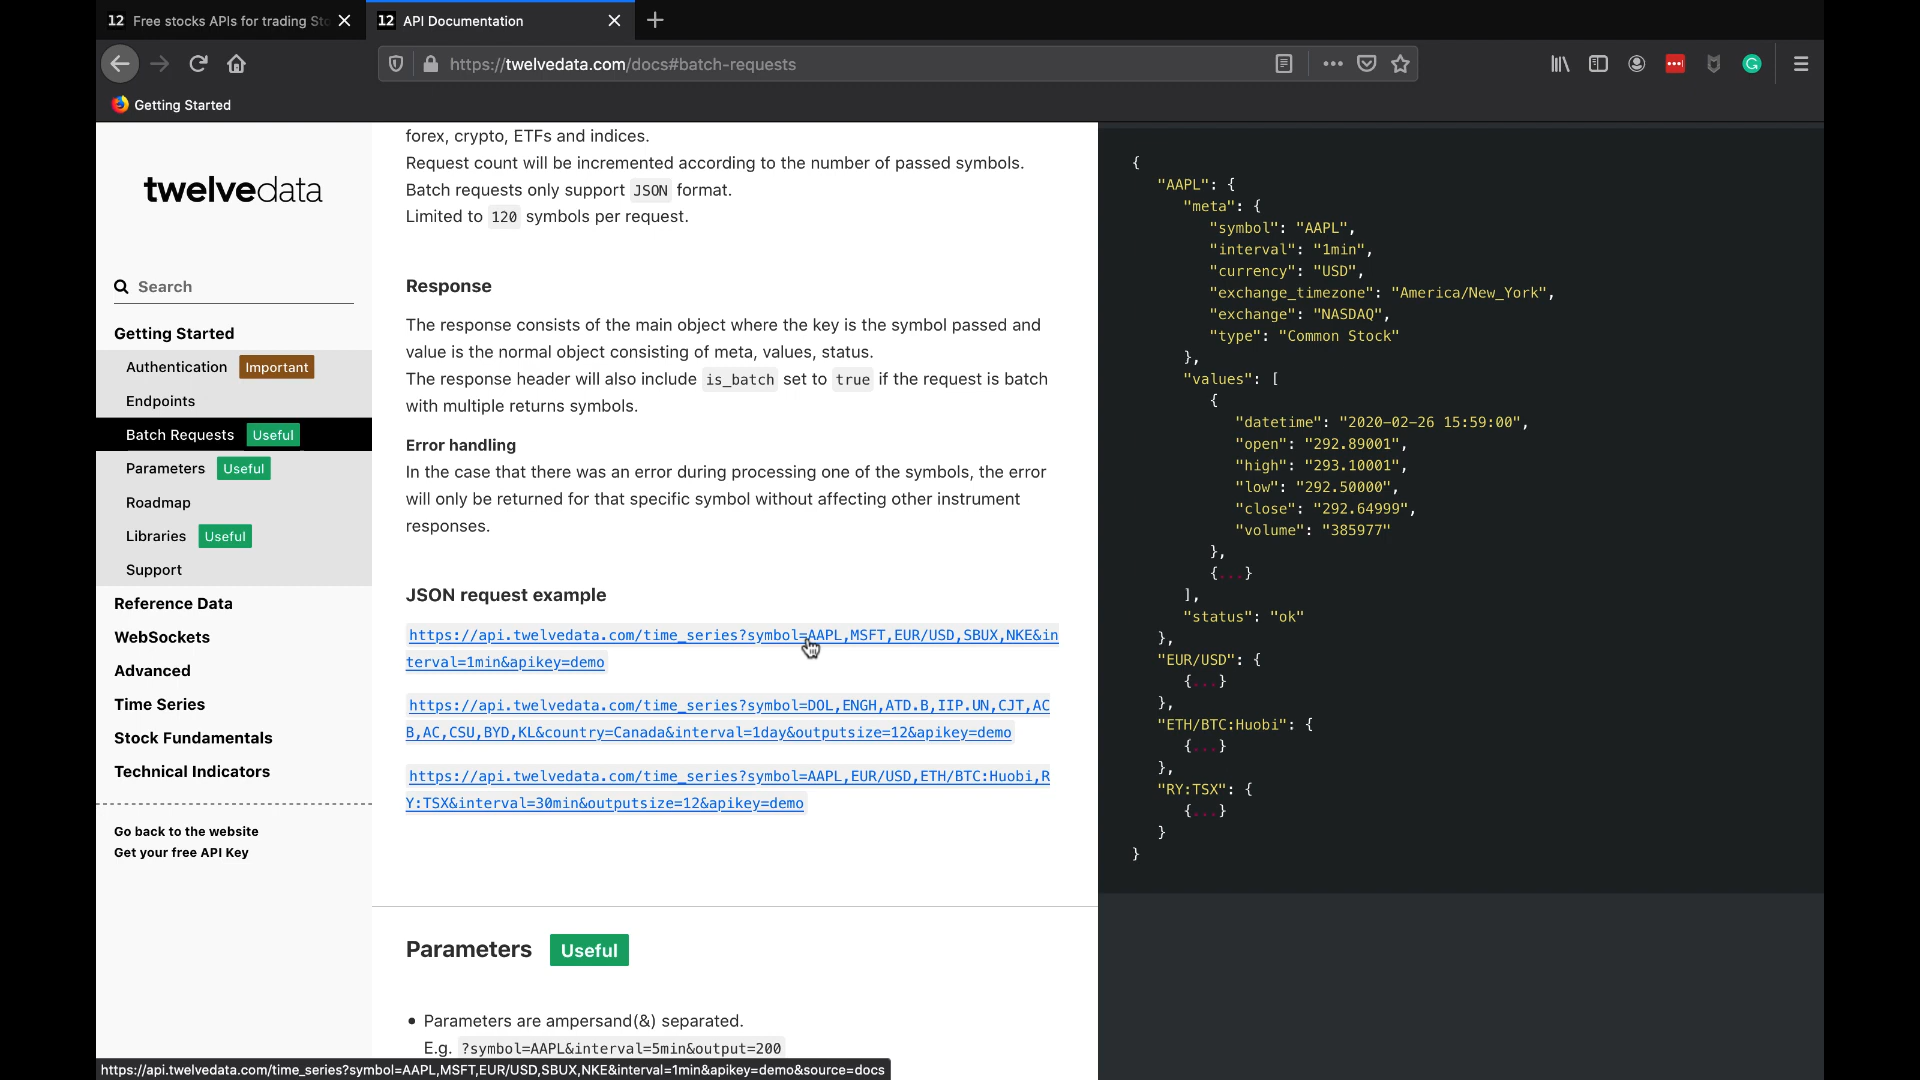 12 Free stocks APIs for trading Sto
12 API Documentation
https://twelvedata.com/docs#batch-requests
Getting Started
twelvedata
Search
Getting Started
Authentication Important
Endpoints
Batch Requests Useful
Parameters Useful
Roadmap
Libraries Useful
Support
Reference Data
WebSockets
Advanced
Time Series
Stock Fundamentals
Technical Indicators
Go back to the website
Get your free API Key
forex, crypto, ETFs and indices.
Request count will be incremented according to the number of passed symbols.
Batch requests only support JSON format.
Limited to 120 symbols per request.
Response
The response consists of the main object where the key is the symbol passed and
value is the normal object consisting of meta, values, status.
The response header will also include is_batch set to true if the request is batch
with multiple returns symbols.
Error handling
In the case that there was an error during processing one of the symbols, the error
will only be returned for that specific symbol without affecting other instrument
responses.
JSON request example
https://api.twelvedata.com/time_series?symbol=AAPL,MSFT,EUR/USD,SBUX,NKE&in
terval=1min&apikey=demo
https://api.twelvedata.com/time_series?symbol=DOL,ENGH,ATD.B,IIP.UN,CJT,AC
B,AC,CSU,BYD,KL&country=Canada&interval=1day&outputsize=12&apikey=demo
https://api.twelvedata.com/time_series?symbol=AAPL,EUR/USD,ETH/BTC:Huobi,R
Y:TSX&interval=30min&outputsize=12&apikey=demo
Parameters Useful
• Parameters are ampersand(&) separated.
E.g. ?symbol=AAPL&interval=5min&output=200
{
"AAPL": {
"meta": {
"symbol": "AAPL",
"interval": "1min",
"currency": "USD",
"exchange_timezone": "America/New_York",
"exchange": "NASDAQ",
"type": "Common Stock"
},
"values": [
{
"datetime": "2020-02-26 15:59:00",
"open": "292.89001",
"high": "293.10001",
"low": "292.50000",
"close": "292.64999",
"volume": "385977"
},
{...}
],
"status": "ok"
},
"EUR/USD": {
{...}
},
"ETH/BTC:Huobi": {
{...}
},
"RY:TSX": {
{...}
}
}
https://api.twelvedata.com/time_series?symbol=AAPL,MSFT,EUR/USD,SBUX,NKE&interval=1min&apikey=demo&source=docs